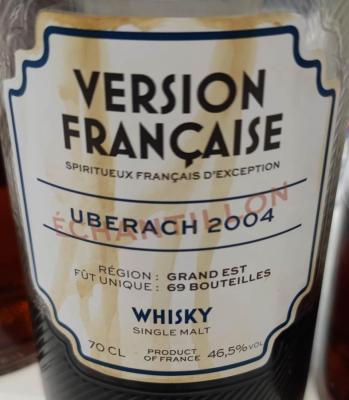 VERSION
FRANÇAISE
SPIRITUEUX FRANÇAIS D'EXCEPTION
ÉCHANTILLON
UBERACH 2004
RÉGION : GRAND EST
FÛT UNIQUE : 69 BOUTEILLES
WHISKY
SINGLE MALT
70 CL PRODUCT OF FRANCE 46,5% VOL